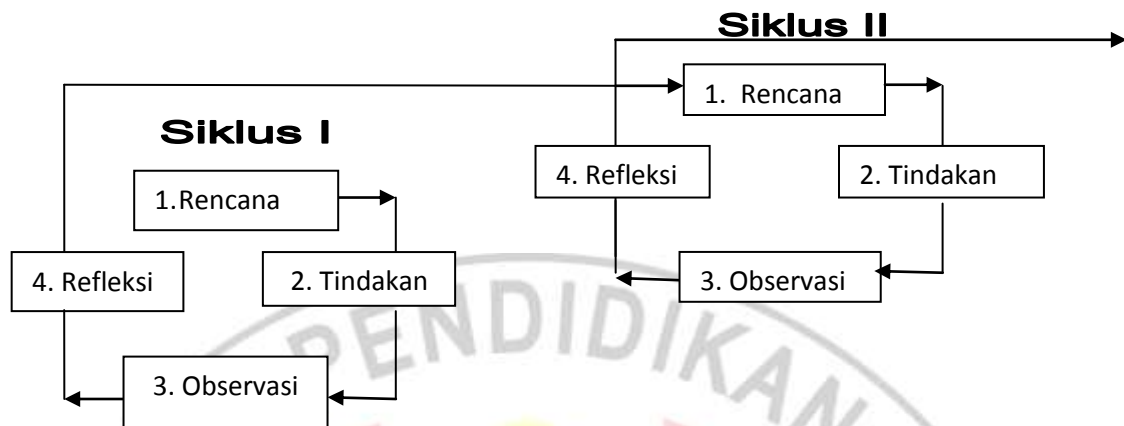 Siklus II
1. Rencana
4. Refleksi
2. Tindakan
3. Observasi
Siklus I
1.Rencana
4. Refleksi
2. Tindakan
3. Observasi
PENDIDIKAN